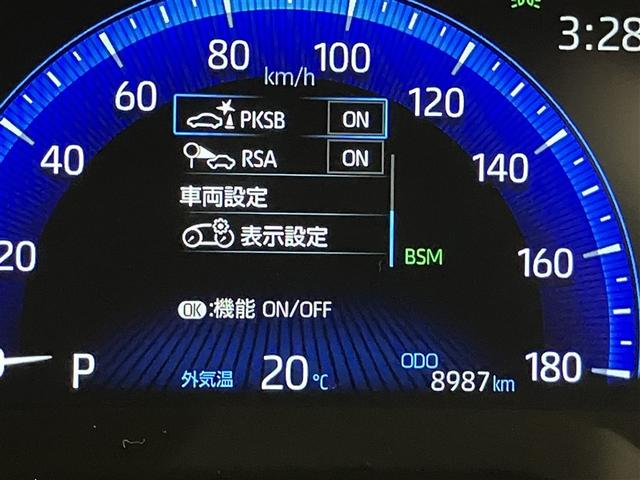 3:28
80
100
km/h
60
120
PKSB ON
40
RSA ON
140
車両設定
表示設定
20
BSM
160
OK:機能 ON/OFF
P
外気温 20℃
ODO
8987km
180